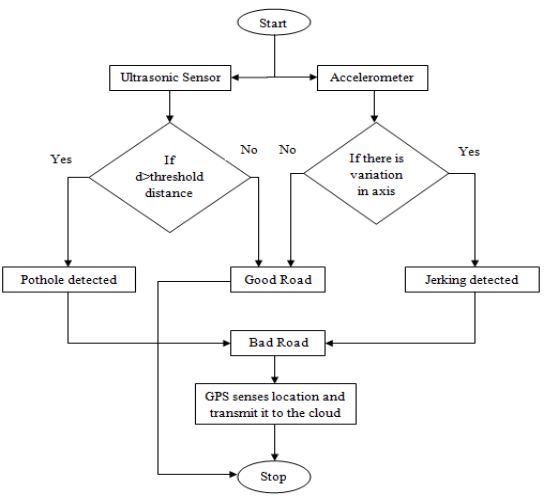 Start
Ultrasonic Sensor
Accelerometer
Yes
If
d>threshold
distance
No
No
If there is
variation
in axis
Yes
Pothole detected
Good Road
Jerking detected
Bad Road
GPS senses location and
transmit it to the cloud
Stop